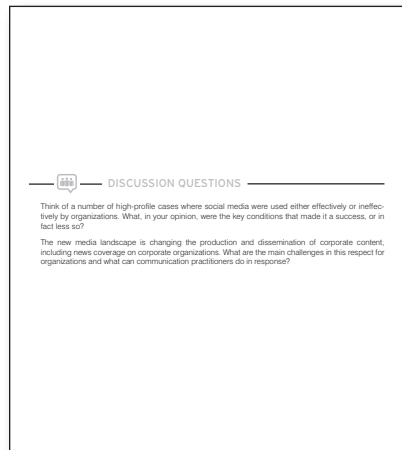 DISCUSSION QUESTIONS
Think of a number of high-profile cases where social media were used either effectively or ineffec-
tively by organizations. What, in your opinion, were the key conditions that made it a success, or in
fact less so?
The new media landscape is changing the production and dissemination of corporate content,
including news coverage on corporate organizations. What are the main challenges in this respect for
organizations and what can communication practitioners do in response?